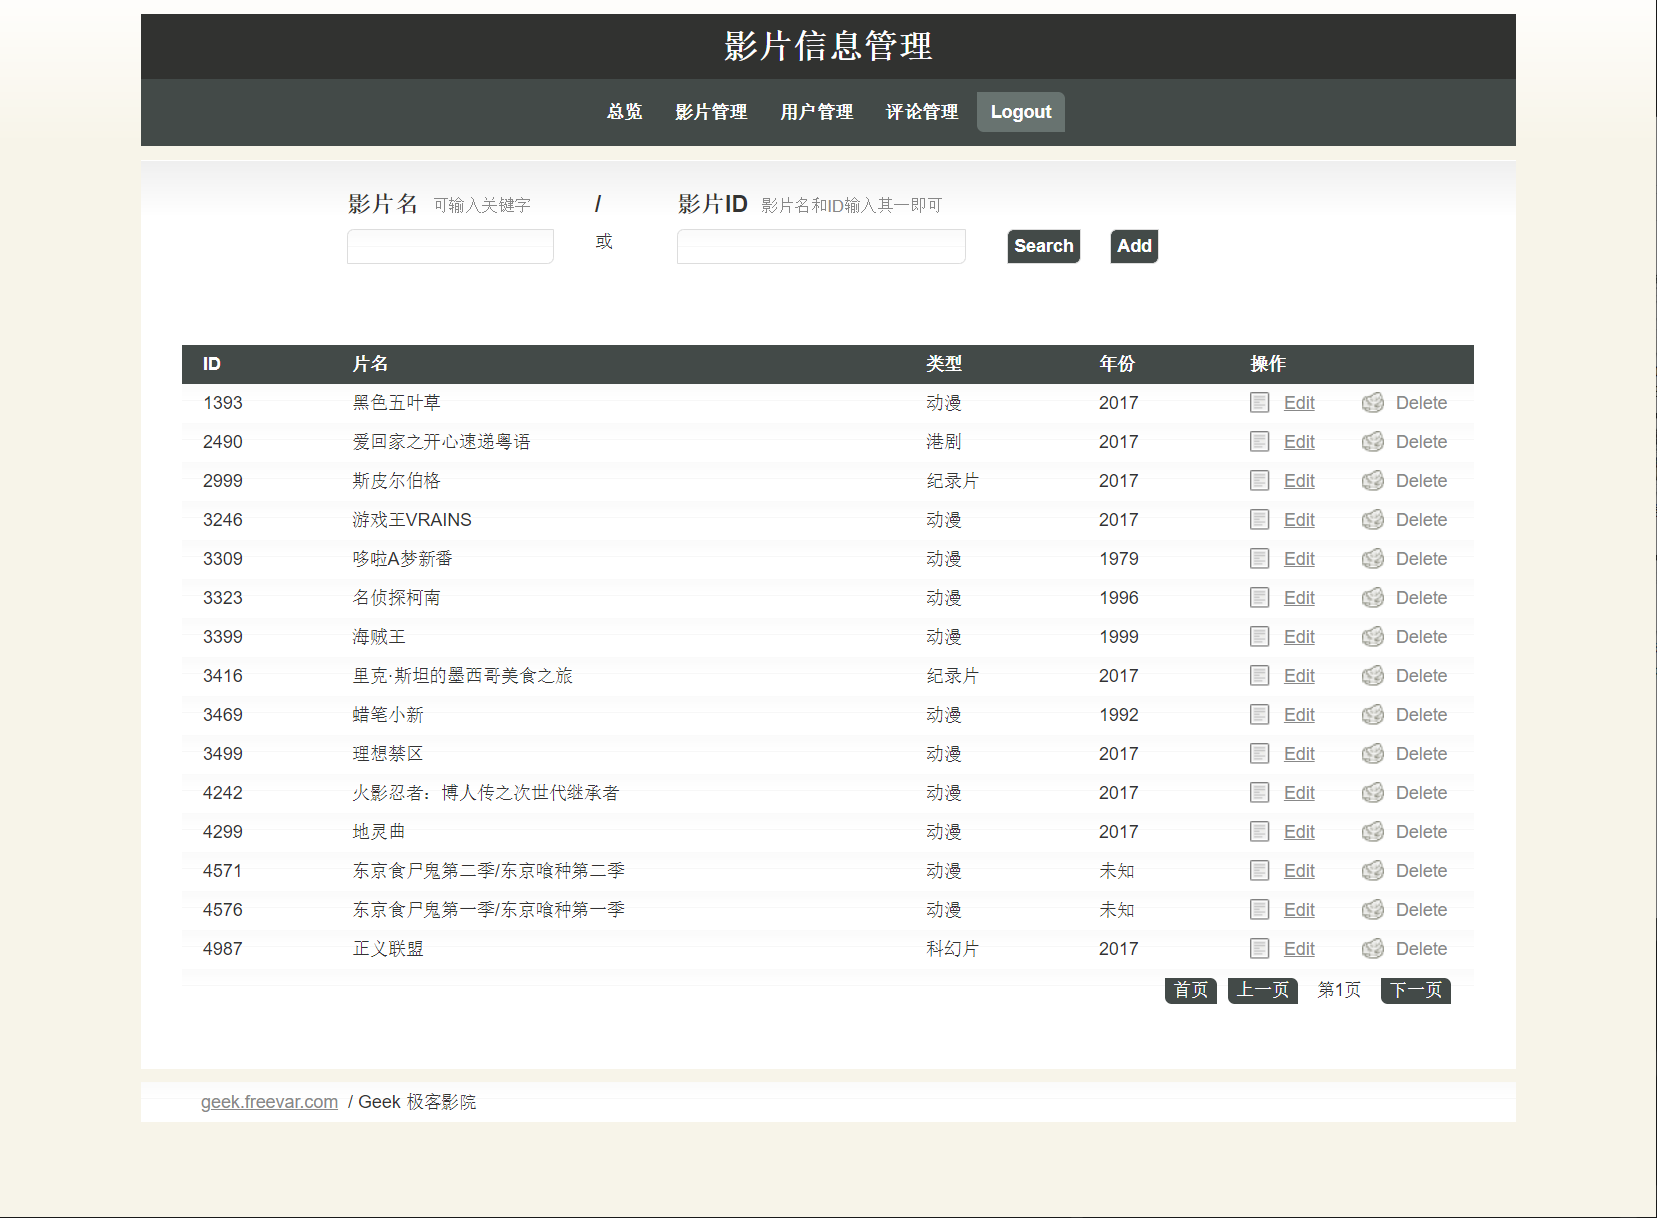 影片信息管理
总览 影片管理 用户管理 评论管理 Logout
影片名 可输入关键字 / 影片ID 影片名和ID输入其一即可
或 Search Add
ID 片名 类型 年份 操作
1393 黑色五叶草 动漫 2017 Edit Delete
2490 爱回家之开心速递粤语 港剧 2017 Edit Delete
2999 斯皮尔伯格 纪录片 2017 Edit Delete
3246 游戏王VRAINS 动漫 2017 Edit Delete
3309 哆啦A梦新番 动漫 1979 Edit Delete
3323 名侦探柯南 动漫 1996 Edit Delete
3399 海贼王 动漫 1999 Edit Delete
3416 里克·斯坦的墨西哥美食之旅 纪录片 2017 Edit Delete
3469 蜡笔小新 动漫 1992 Edit Delete
3499 理想禁区 动漫 2017 Edit Delete
4242 火影忍者：博人传之次世代继承者 动漫 2017 Edit Delete
4299 地灵曲 动漫 2017 Edit Delete
4571 东京食尸鬼第二季/东京喰种第二季 动漫 未知 Edit Delete
4576 东京食尸鬼第一季/东京喰种第一季 动漫 未知 Edit Delete
4987 正义联盟 科幻片 2017 Edit Delete
首页 上一页 第1页 下一页
geek.freevar.com / Geek 极客影院